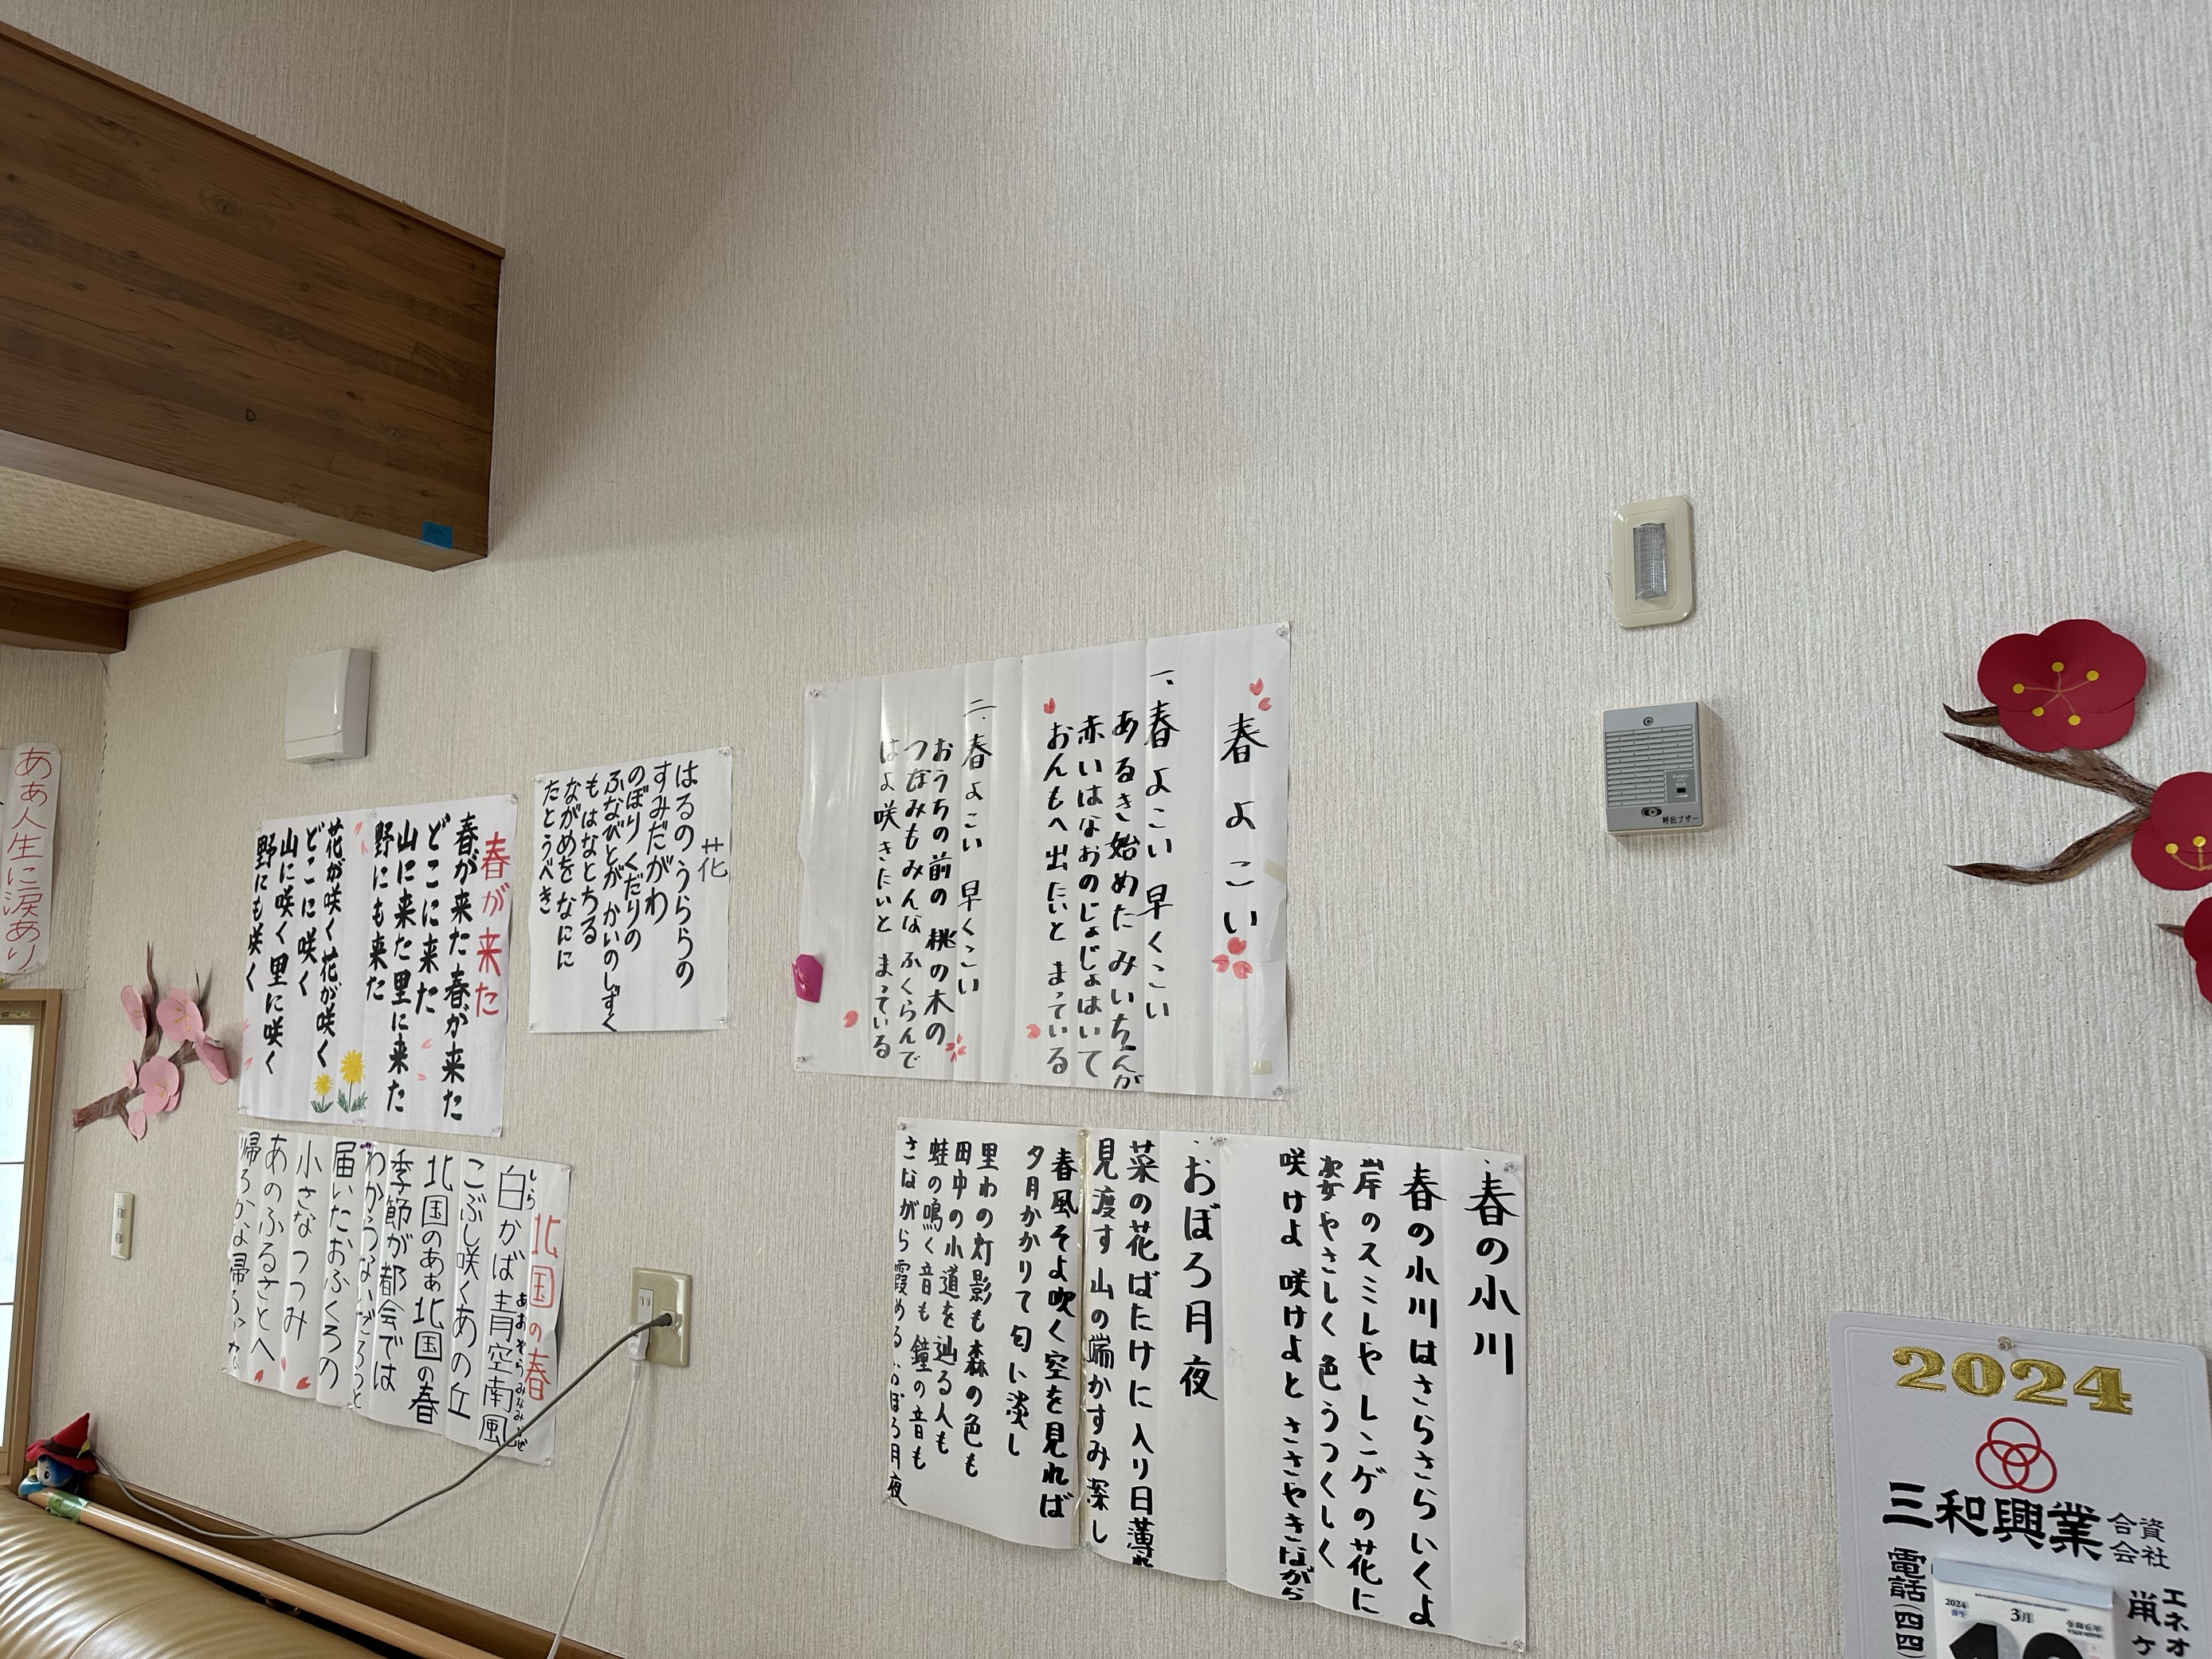 春よこい
一、春よこい 早くこい
あるき始めた みいちゃんが
赤いはなおのじょじょはいて
おんもへ出たいと まっている
二、春よこい 早くこい
おうちの前の 桃の木の
つぼみもみんな ふくらんで
はよ咲きたいと まっている
花
はるのうららの
すみだがわ
のぼりくだりの
ふなびとが
かいのしずく
もはなとちる
ながめをなにに
たとうべき
春が来た
春が来た春が来た
どこに来た
山に来た里に来た
野にも来た
花が咲く花が咲く
どこに咲く
山に咲く里に咲く
野にも咲く
ああ人生に涙あり
春の小川
春の小川はさらさらいくよ
岸のスミレや レンゲの花に
姿やさしく 色うつくしく
咲けよ 咲けよと ささやきながら
おぼろ月夜
菜の花ばたけに 入り日薄れ
見渡す山の端かすみ深し
春風そよ吹く空を見れば
夕月かかりて匂い淡し
里わの灯影も森の色も
田中の小道を辿る人も
蛙の鳴く音も鐘の音も
さながら霞めるおぼろ月夜
北国の春
しら あおぞらみなみかぜ
白かば青空南風
こぶし咲くあの丘
北国のあぁ北国の春
季節が都会では
わからないだろうと
届いたおふくろの
小さなつつみ
あのふるさとへ
帰ろかな帰ろかな
呼出ブザー
2024
三和興業
合資
会社
電話(四四
エネオ
2024
3月
令和6年